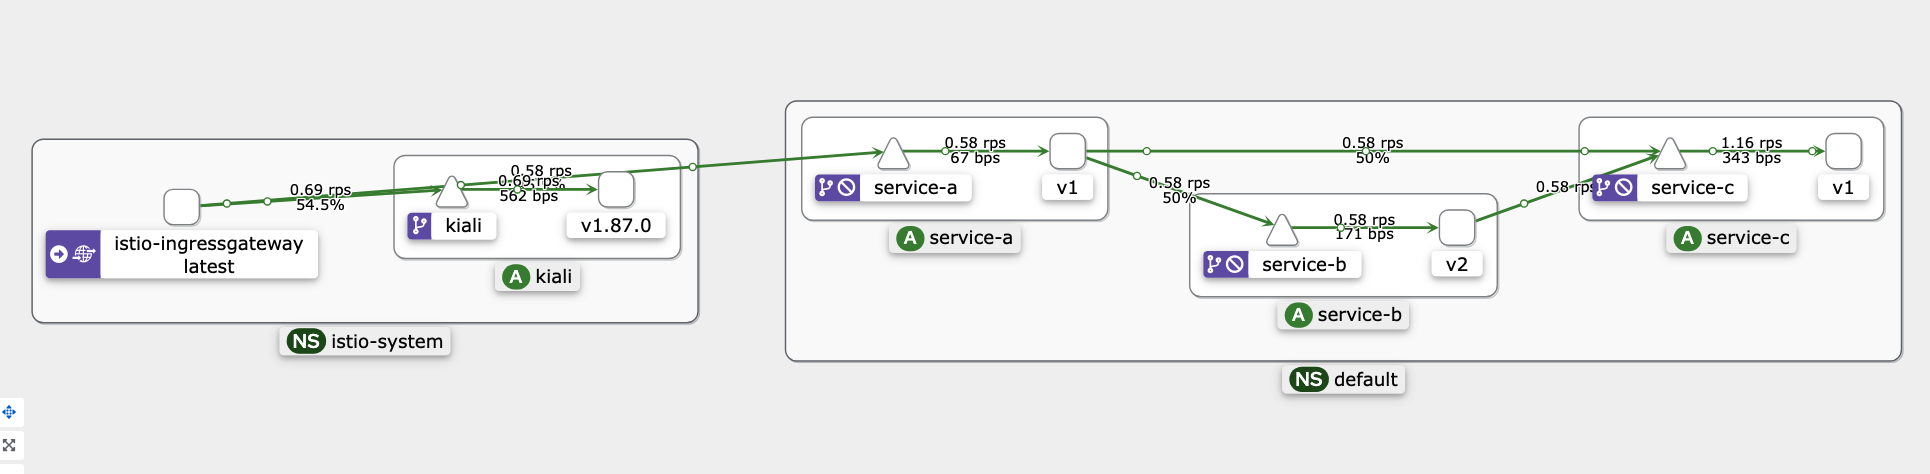 0.69 rps
54.5%
0.58 rps
0.69 rps
562 bps
istio-ingressgateway
latest
kiali
v1.87.0
A kiali
NS istio-system
0.58 rps
67 bps
service-a
v1
A service-a
0.58 rps
50%
0.58 rps
50%
0.58 rps
171 bps
service-b
v2
A service-b
0.58 rps
1.16 rps
343 bps
service-c
v1
A service-c
NS default